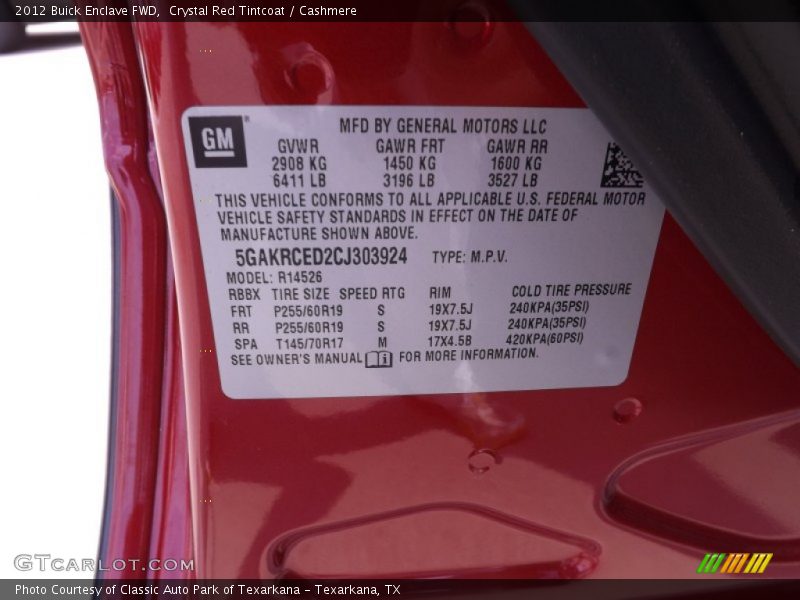 2012 Buick Enclave FWD,  Crystal Red Tintcoat / Cashmere
GM
MFD BY GENERAL MOTORS LLC
GVWR GAWR FRT GAWR RR
2908 KG 1450 KG 1600 KG
6411 LB 3196 LB 3527 LB
THIS VEHICLE CONFORMS TO ALL APPLICABLE U.S. FEDERAL MOTOR
VEHICLE SAFETY STANDARDS IN EFFECT ON THE DATE OF
MANUFACTURE SHOWN ABOVE.
5GAKRCED2CJ303924 TYPE: M.P.V.
MODEL: R14526
RBBX TIRE SIZE SPEED RTG RIM COLD TIRE PRESSURE
FRT P255/60R19 S 19X7.5J 240KPA(35PSI)
RR P255/60R19 S 19X7.5J 240KPA(35PSI)
SPA T145/70R17 M 17X4.5B 420KPA(60PSI)
SEE OWNER'S MANUAL i FOR MORE INFORMATION.
GTCARLOT.COM
Photo Courtesy of Classic Auto Park of Texarkana - Texarkana, TX